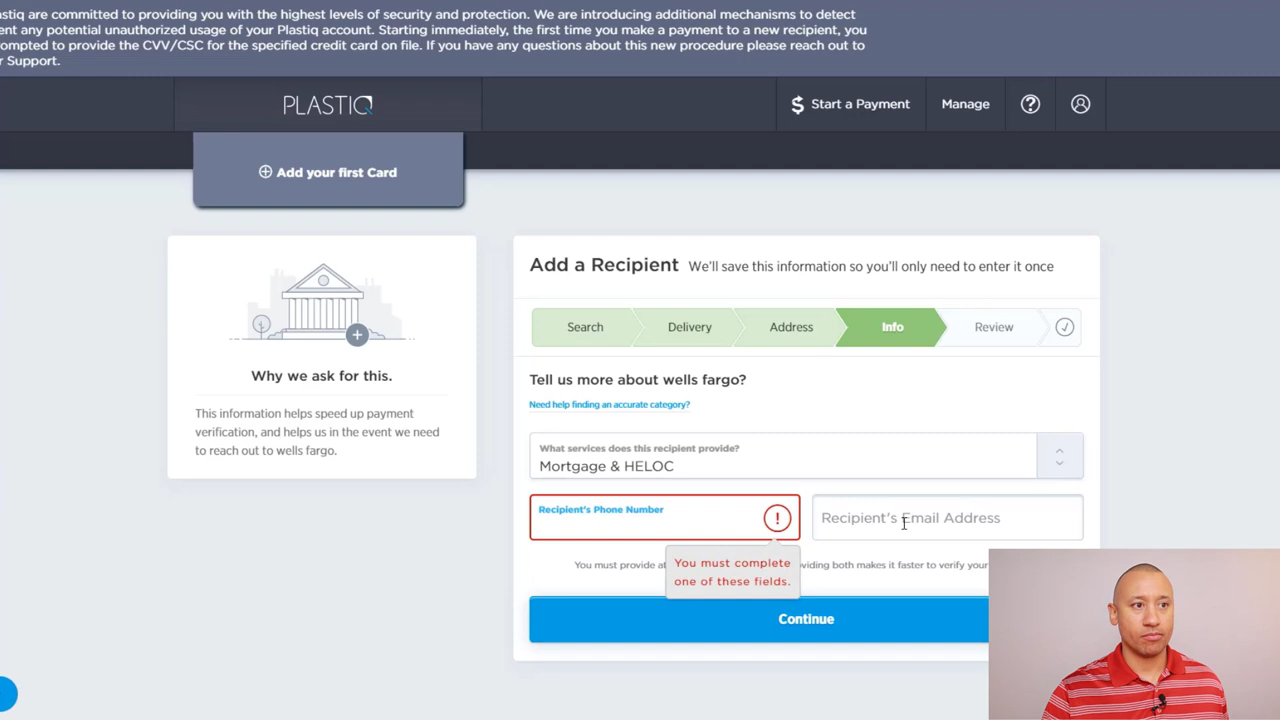 astiq are committed to providing you with the highest levels of security and protection. We are introducing additional mechanisms to detect
ent any potential unauthorized usage of your Plastiq account. Starting immediately, the first time you make a payment to a new recipient, you
ompted to provide the CVV/CSC for the specified credit card on file. If you have any questions about this new procedure please reach out to
r Support.
PLASTIQ
Start a Payment
Manage
Add your first Card
Add a Recipient We'll save this information so you'll only need to enter it once
Search Delivery Address Info Review
Why we ask for this.
This information helps speed up payment
verification, and helps us in the event we need
to reach out to wells fargo.
Tell us more about wells fargo?
Need help finding an accurate category?
What services does this recipient provide?
Mortgage & HELOC
Recipient's Phone Number
Recipient's Email Address
You must provide at
viding both makes it faster to verify your
You must complete
one of these fields.
Continue